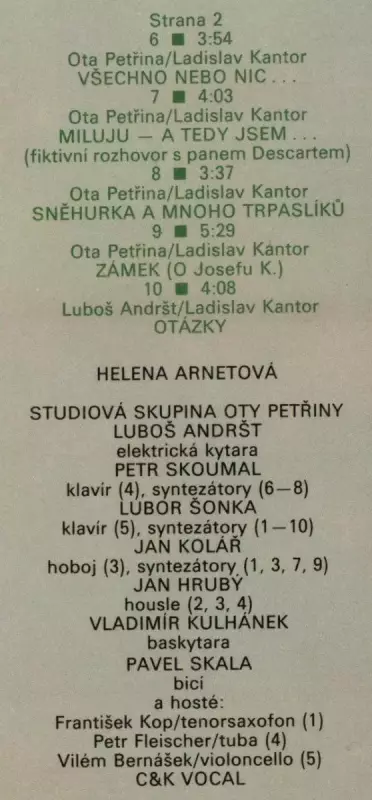 Strana 2
6 ■ 3:54
Ota Petřina/Ladislav Kantor
VŠECHNO NEBO NIC...
7 ■ 4:03
Ota Petřina/Ladislav Kantor
MILUJU — A TEDY JSEM...
(fiktivní rozhovor s panem Descartem)
8 ■ 3:37
Ota Petřina/Ladislav Kantor
SNĚHURKA A MNOHO TRPASLÍKŮ
9 ■ 5:29
Ota Petřina/Ladislav Kantor
ZÁMEK (O Josefu K.)
10 ■ 4:08
Luboš Andršt/Ladislav Kantor
OTÁZKY
HELENA ARNETOVÁ
STUDIOVÁ SKUPINA OTY PETŘINY
LUBOŠ ANDRŠT
elektrická kytara
PETR SKOUMAL
klavír (4), syntezátory (6—8)
LUBOR ŠONKA
klavír (5), syntezátory (1—10)
JAN KOLÁŘ
hoboj (3), syntezátory (1, 3, 7, 9)
JAN HRUBÝ
housle (2, 3, 4)
VLADIMÍR KULHÁNEK
baskytara
PAVEL SKALA
bicí
a hosté:
František Kop/tenorsaxofon (1)
Petr Fleischer/tuba (4)
Vilém Bernášek/violoncello (5)
C&K VOCAL